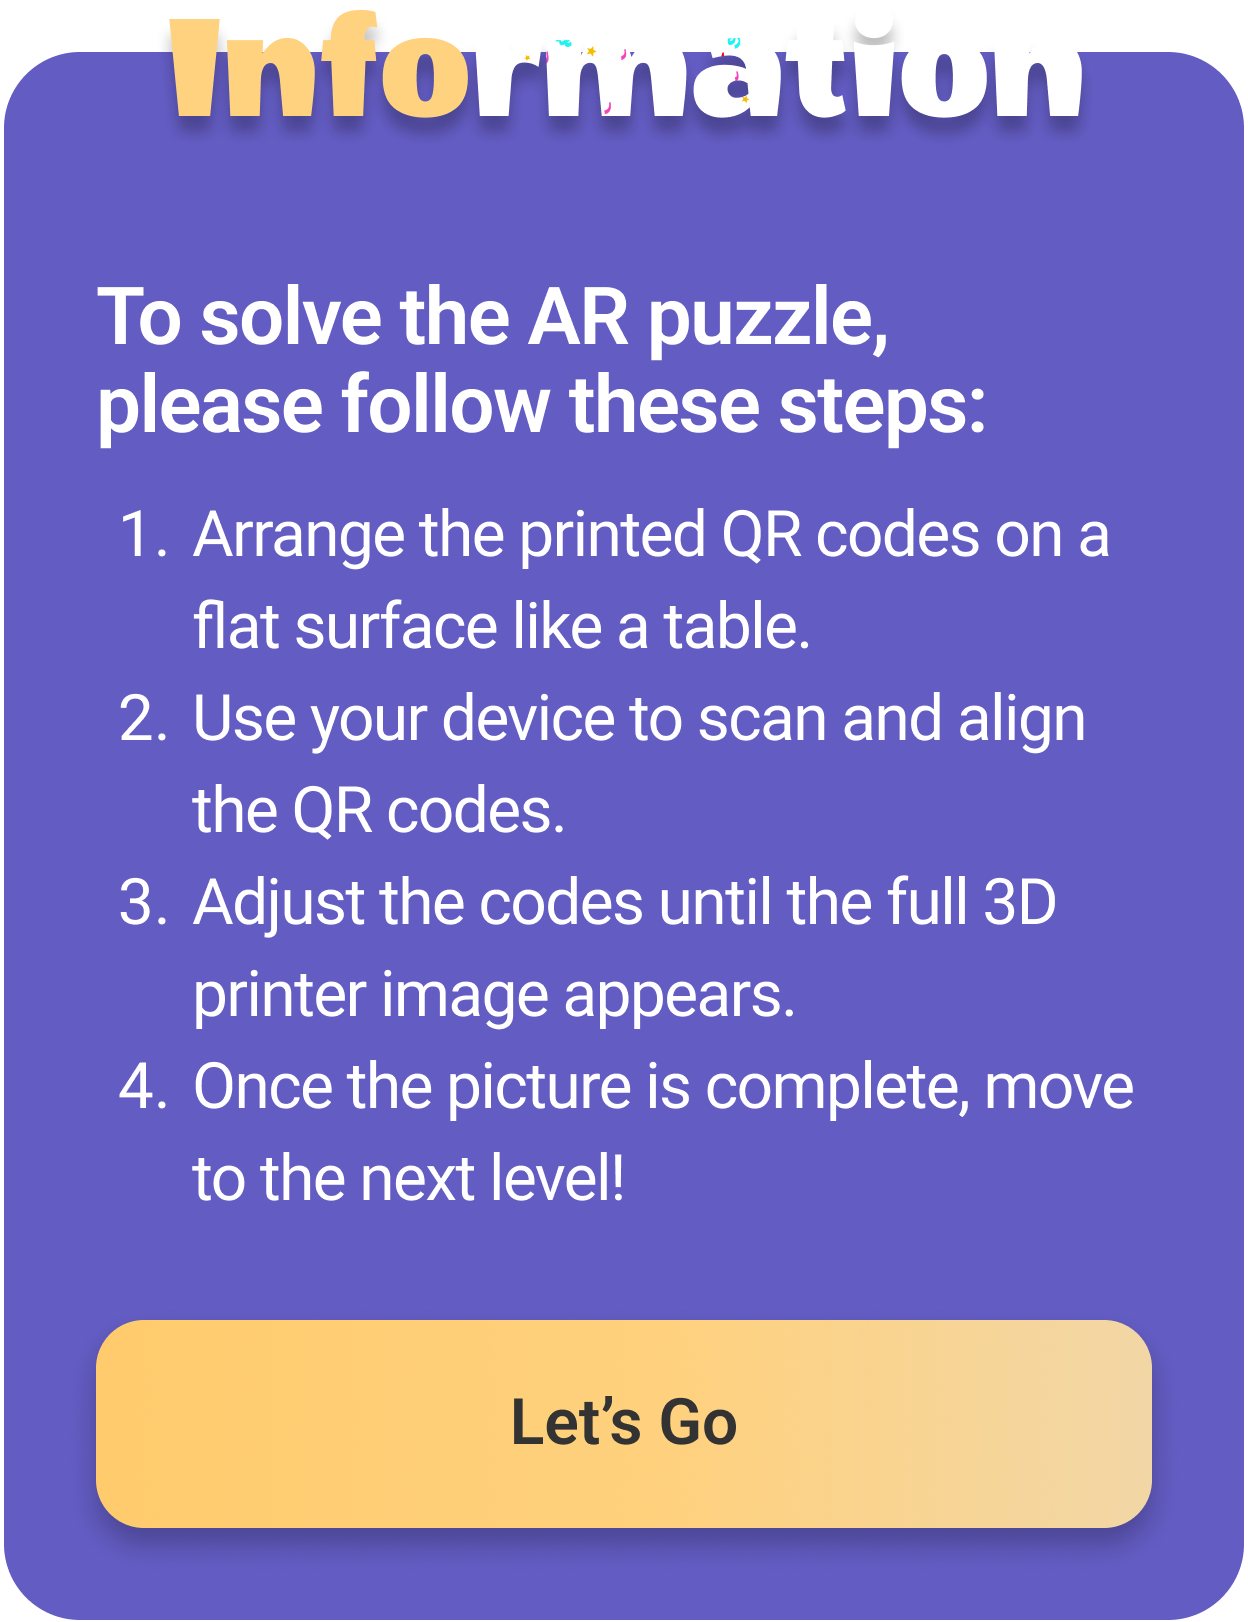 Information
To solve the AR puzzle,
please follow these steps:
1. Arrange the printed QR codes on a
flat surface like a table.
2. Use your device to scan and align
the QR codes.
3. Adjust the codes until the full 3D
printer image appears.
4. Once the picture is complete, move
to the next level!
Let’s Go